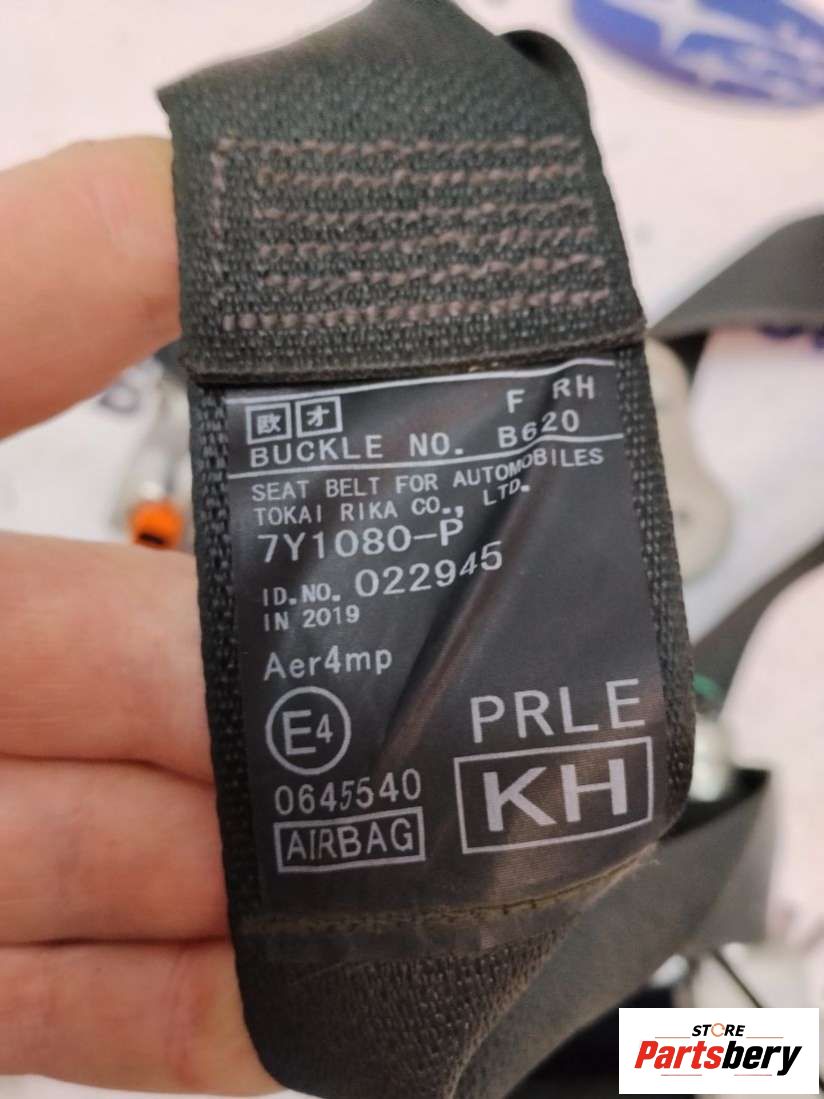 欧 オ F RH
BUCKLE NO. B620
SEAT BELT FOR AUTOMOBILES
TOKAI RIKA CO., LTD.
7Y1080-P
ID.NO. 022945
IN 2019
Aer4mp
E4
PRLE
0645540
KH
AIRBAG
STORE
Partsbery